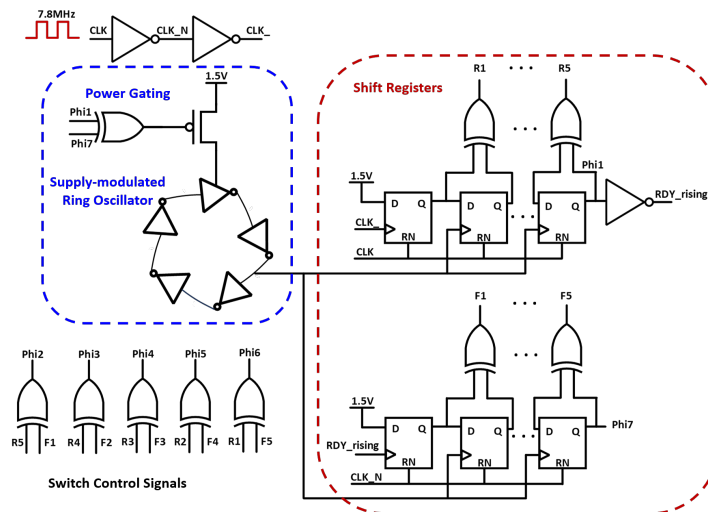 7.8MHz
CLK
CLK_N
CLK_
Power Gating
1.5V
Phi1
Phi7
Supply-modulated
Ring Oscillator
Shift Registers
R1
R5
Phi1
1.5V
RDY_rising
D Q
D Q
D Q
CLK_
RN
RN
RN
CLK
F1
F5
1.5V
Phi7
D Q
D Q
D Q
RDY_rising
RN
RN
RN
CLK_N
Phi2
Phi3
Phi4
Phi5
Phi6
R5 F1
R4 F2
R3 F3
R2 F4
R1 F5
Switch Control Signals